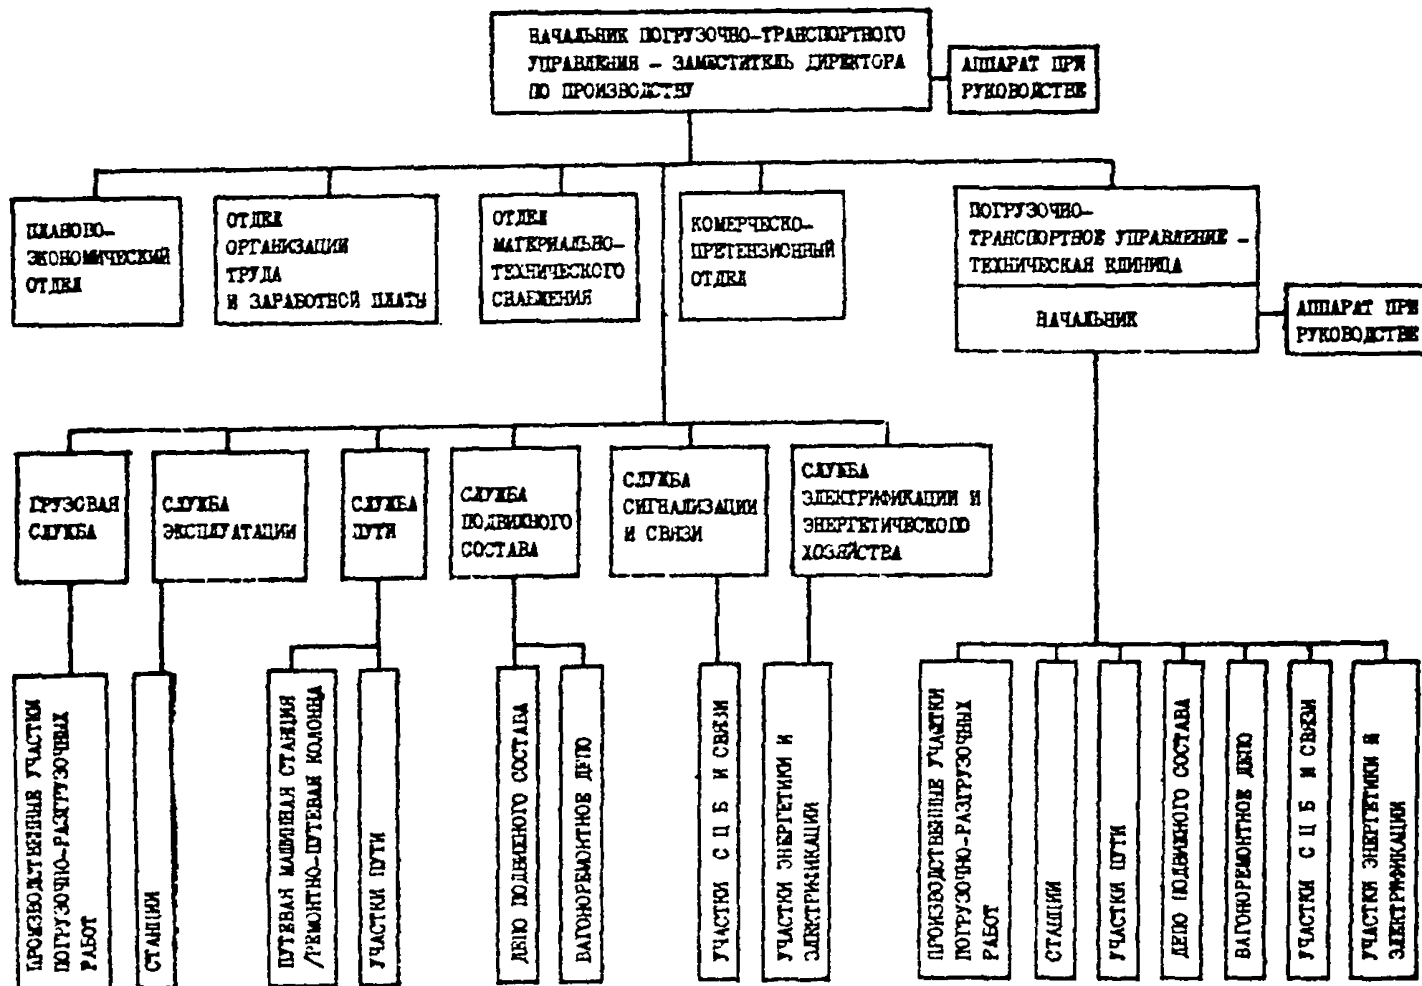 НАЧАЛЬНИК ПОГРУЗОЧНО-ТРАНСПОРТНОГО
УПРАВЛЕНИЯ - ЗАМЕСТИТЕЛЬ ДИРЕКТОРА
ПО ПРОИЗВОДСТВУ
АППАРАТ ПРИ
РУКОВОДСТВЕ
ПЛАНОВО-
ЭКОНОМИЧЕСКИЙ
ОТДЕЛ
ОТДЕЛ
ОРГАНИЗАЦИИ
ТРУДА
И ЗАРАБОТНОЙ ПЛАТЫ
ОТДЕЛ
МАТЕРИАЛЬНО-
ТЕХНИЧЕСКОГО
СНАБЖЕНИЯ
КОМЕРЧЕСКО-
ПРЕТЕНЗИОННЫЙ
ОТДЕЛ
ПОГРУЗОЧНО-
ТРАНСПОРТНОЕ УПРАВЛЕНИЕ -
ТЕХНИЧЕСКАЯ ЕДИНИЦА
НАЧАЛЬНИК
АППАРАТ ПРИ
РУКОВОДСТВЕ
ГРУЗОВАЯ
СЛУЖБА
СЛУЖБА
ЭКСПЛУАТАЦИИ
СЛУЖБА
ПУТИ
СЛУЖБА
ПОДВИЖНОГО
СОСТАВА
СЛУЖБА
СИГНАЛИЗАЦИИ
И СВЯЗИ
СЛУЖБА
ЭЛЕКТРИФИКАЦИИ И
ЭНЕРГЕТИЧЕСКОГО
ХОЗЯЙСТВА
ПРОИЗВОДСТВЕННЫЕ УЧАСТКИ
ПОГРУЗОЧНО-РАЗГРУЗОЧНЫХ
РАБОТ
СТАНЦИИ
ПУТЕВАЯ МАШИННАЯ СТАНЦИЯ
/РЕМОНТНО-ПУТЕВАЯ КОЛОННА/
УЧАСТКИ ПУТИ
ДЕПО ПОДВИЖНОГО СОСТАВА
ВАГОНОРЕМОНТНОЕ ДЕПО
УЧАСТКИ С Ц Б И СВЯЗИ
УЧАСТКИ ЭНЕРГЕТИКИ И
ЭЛЕКТРИФИКАЦИИ
ПРОИЗВОДСТВЕННЫЕ УЧАСТКИ
ПОГРУЗОЧНО-РАЗГРУЗОЧНЫХ
РАБОТ
СТАНЦИИ
УЧАСТКИ ПУТИ
ДЕПО ПОДВИЖНОГО СОСТАВА
ВАГОНОРЕМОНТНОЕ ДЕПО
УЧАСТКИ С Ц Б И СВЯЗИ
УЧАСТКИ ЭНЕРГЕТИКИ И
ЭЛЕКТРИФИКАЦИИ